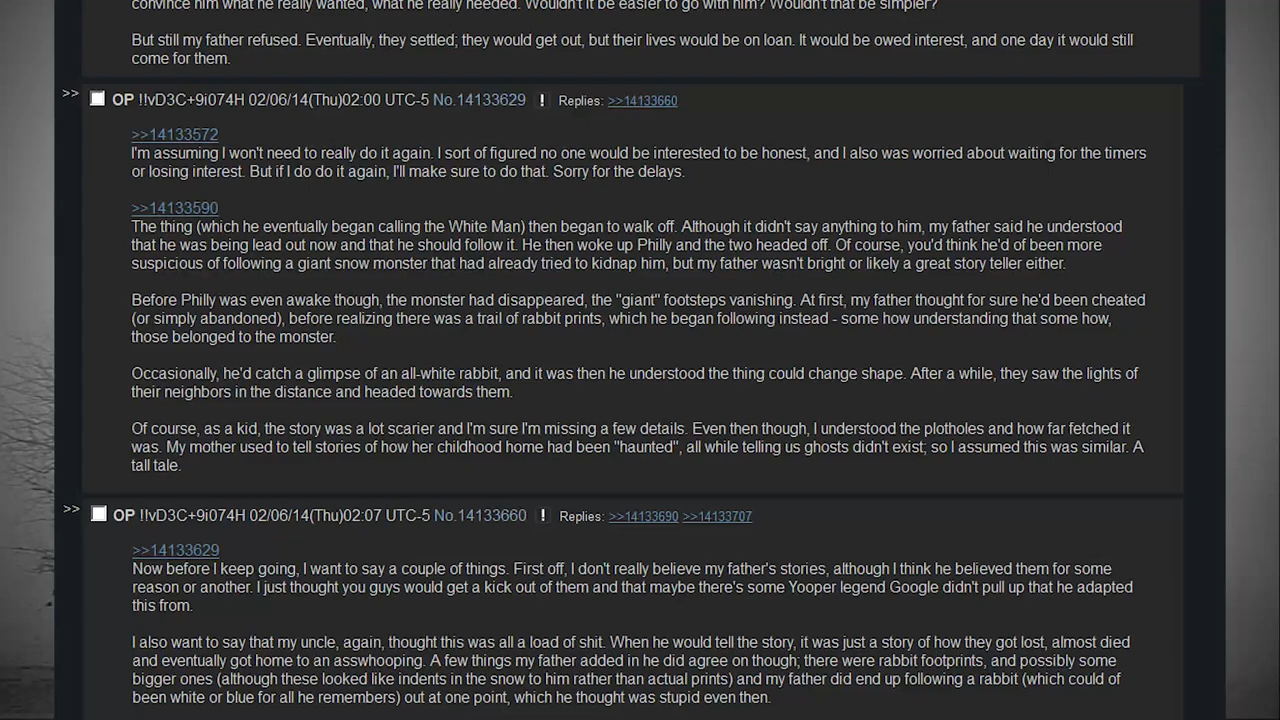 convince him what he really wanted, what he really needed. Wouldn't it be easier to go with him? Wouldn't that be simpler?
But still my father refused. Eventually, they settled; they would get out, but their lives would be on loan. It would be owed interest, and one day it would still
come for them.
>> OP !!vD3C+9i074H 02/06/14(Thu)02:00 UTC-5 No.14133629 ! Replies: >>14133660
>>14133572
I'm assuming I won't need to really do it again. I sort of figured no one would be interested to be honest, and I also was worried about waiting for the timers
or losing interest. But if I do do it again, I'll make sure to do that. Sorry for the delays.
>>14133590
The thing (which he eventually began calling the White Man) then began to walk off. Although it didn't say anything to him, my father said he understood
that he was being lead out now and that he should follow it. He then woke up Philly and the two headed off. Of course, you'd think he'd of been more
suspicious of following a giant snow monster that had already tried to kidnap him, but my father wasn't bright or likely a great story teller either.
Before Philly was even awake though, the monster had disappeared, the "giant" footsteps vanishing. At first, my father thought for sure he'd been cheated
(or simply abandoned), before realizing there was a trail of rabbit prints, which he began following instead - some how understanding that some how,
those belonged to the monster.
Occasionally, he'd catch a glimpse of an all-white rabbit, and it was then he understood the thing could change shape. After a while, they saw the lights of
their neighbors in the distance and headed towards them.
Of course, as a kid, the story was a lot scarier and I'm sure I'm missing a few details. Even then though, I understood the plotholes and how far fetched it
was. My mother used to tell stories of how her childhood home had been "haunted", all while telling us ghosts didn't exist; so I assumed this was similar. A
tall tale.
>> OP !!vD3C+9i074H 02/06/14(Thu)02:07 UTC-5 No.14133660 ! Replies: >>14133690 >>14133707
>>14133629
Now before I keep going, I want to say a couple of things. First off, I don't really believe my father's stories, although I think he believed them for some
reason or another. I just thought you guys would get a kick out of them and that maybe there's some Yooper legend Google didn't pull up that he adapted
this from.
I also want to say that my uncle, again, thought this was all a load of shit. When he would tell the story, it was just a story of how they got lost, almost died
and eventually got home to an asswhooping. A few things my father added in he did agree on though; there were rabbit footprints, and possibly some
bigger ones (although these looked like indents in the snow to him rather than actual prints) and my father did end up following a rabbit (which could of
been white or blue for all he remembers) out at one point, which he thought was stupid even then.